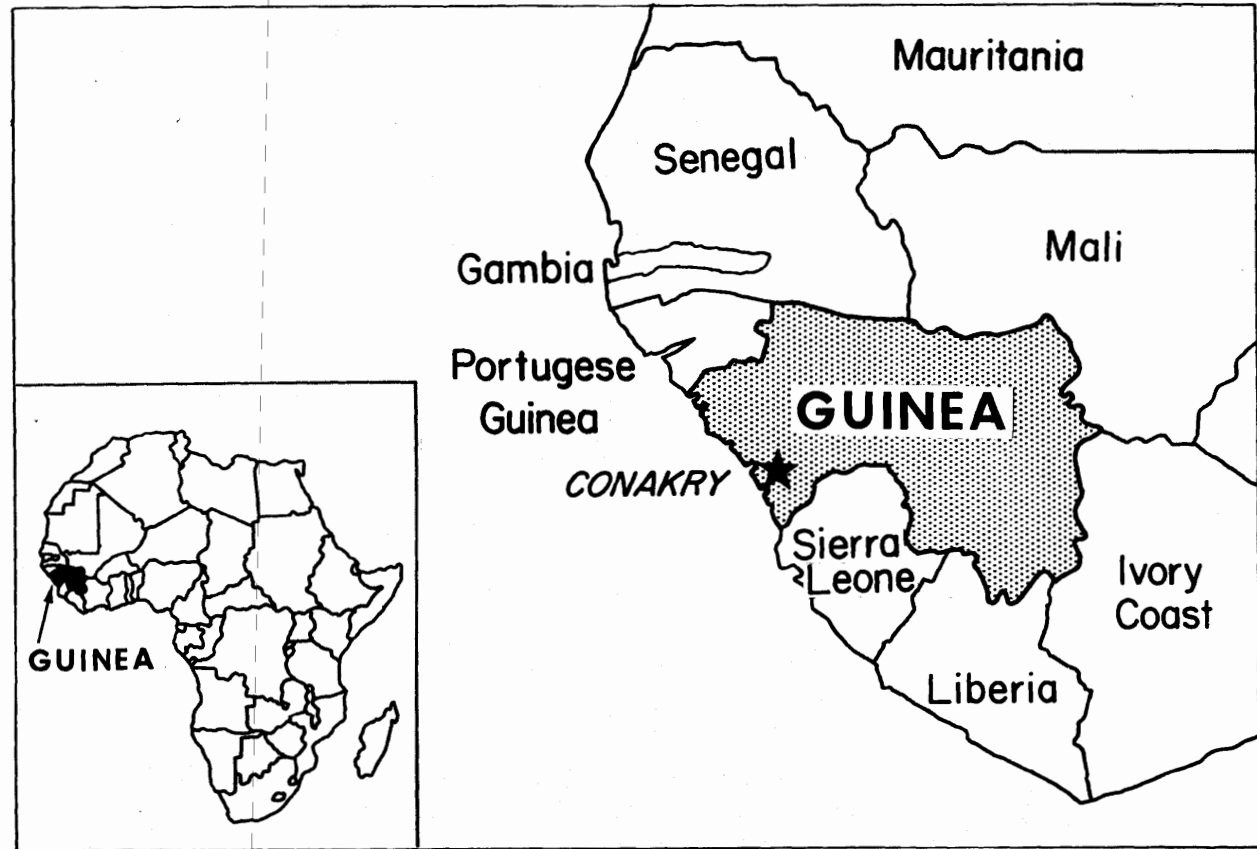 Mauritania
Senegal
Mali
Gambia
Portugese
Guinea
GUINEA
CONAKRY
Sierra
Leone
Ivory
Coast
Liberia
GUINEA